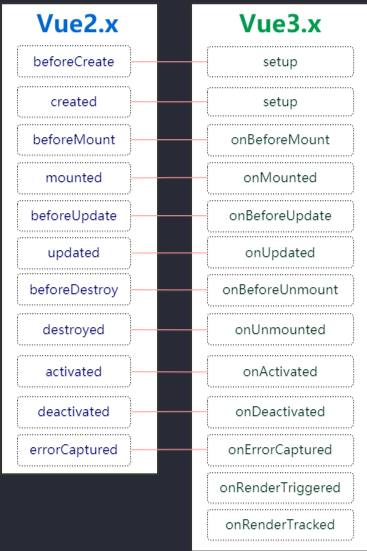 Vue2.x Vue3.x
beforeCreate setup
created setup
beforeMount onBeforeMount
mounted onMounted
beforeUpdate onBeforeUpdate
updated onUpdated
beforeDestroy onBeforeUnmount
destroyed onUnmounted
activated onActivated
deactivated onDeactivated
errorCaptured onErrorCaptured
onRenderTriggered
onRenderTracked